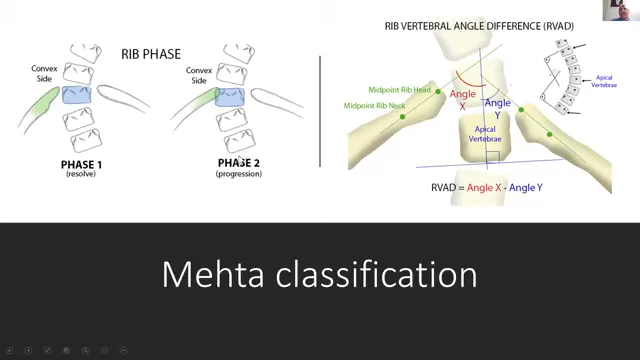 RIB PHASE
Convex
Side
PHASE 1
(resolve)
Convex
Side
PHASE 2
(progression)
RIB VERTEBRAL ANGLE DIFFERENCE (RVAD)
Midpoint Rib Head
Midpoint Rib Neck
Angle
X
Angle
Y
Apical
Vertebrae
Apical
Vertebrae
RVAD = Angle X - Angle Y
Mehta classification